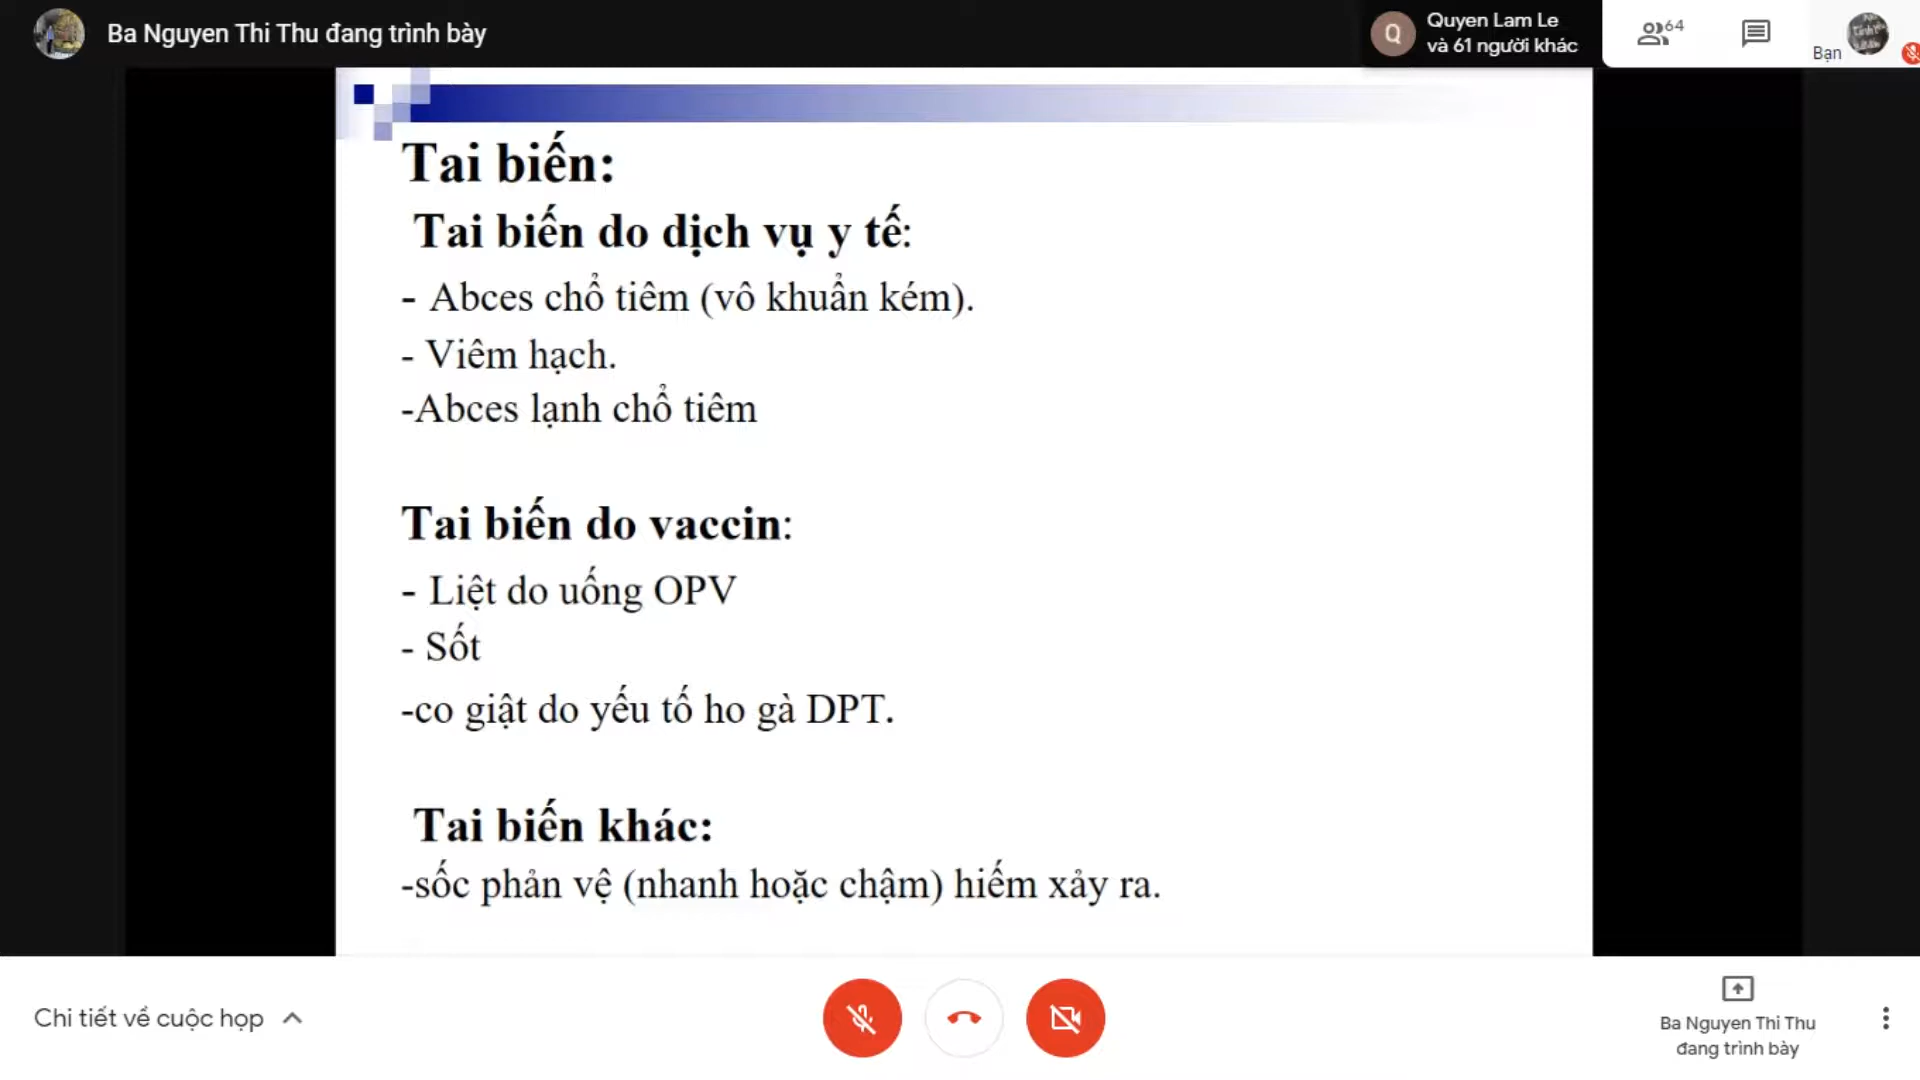 Ba Nguyen Thi Thu đang trình bày
Q
Quyen Lam Le
và 61 người khác
64
Bạn
Tai biến:
Tai biến do dịch vụ y tế:
- Abces chổ tiêm (vô khuẩn kém).
- Viêm hạch.
-Abces lạnh chổ tiêm
Tai biến do vaccin:
- Liệt do uống OPV
- Sốt
-co giật do yếu tố ho gà DPT.
Tai biến khác:
-sốc phản vệ (nhanh hoặc chậm) hiếm xảy ra.
Chi tiết về cuộc họp
Ba Nguyen Thi Thu
đang trình bày